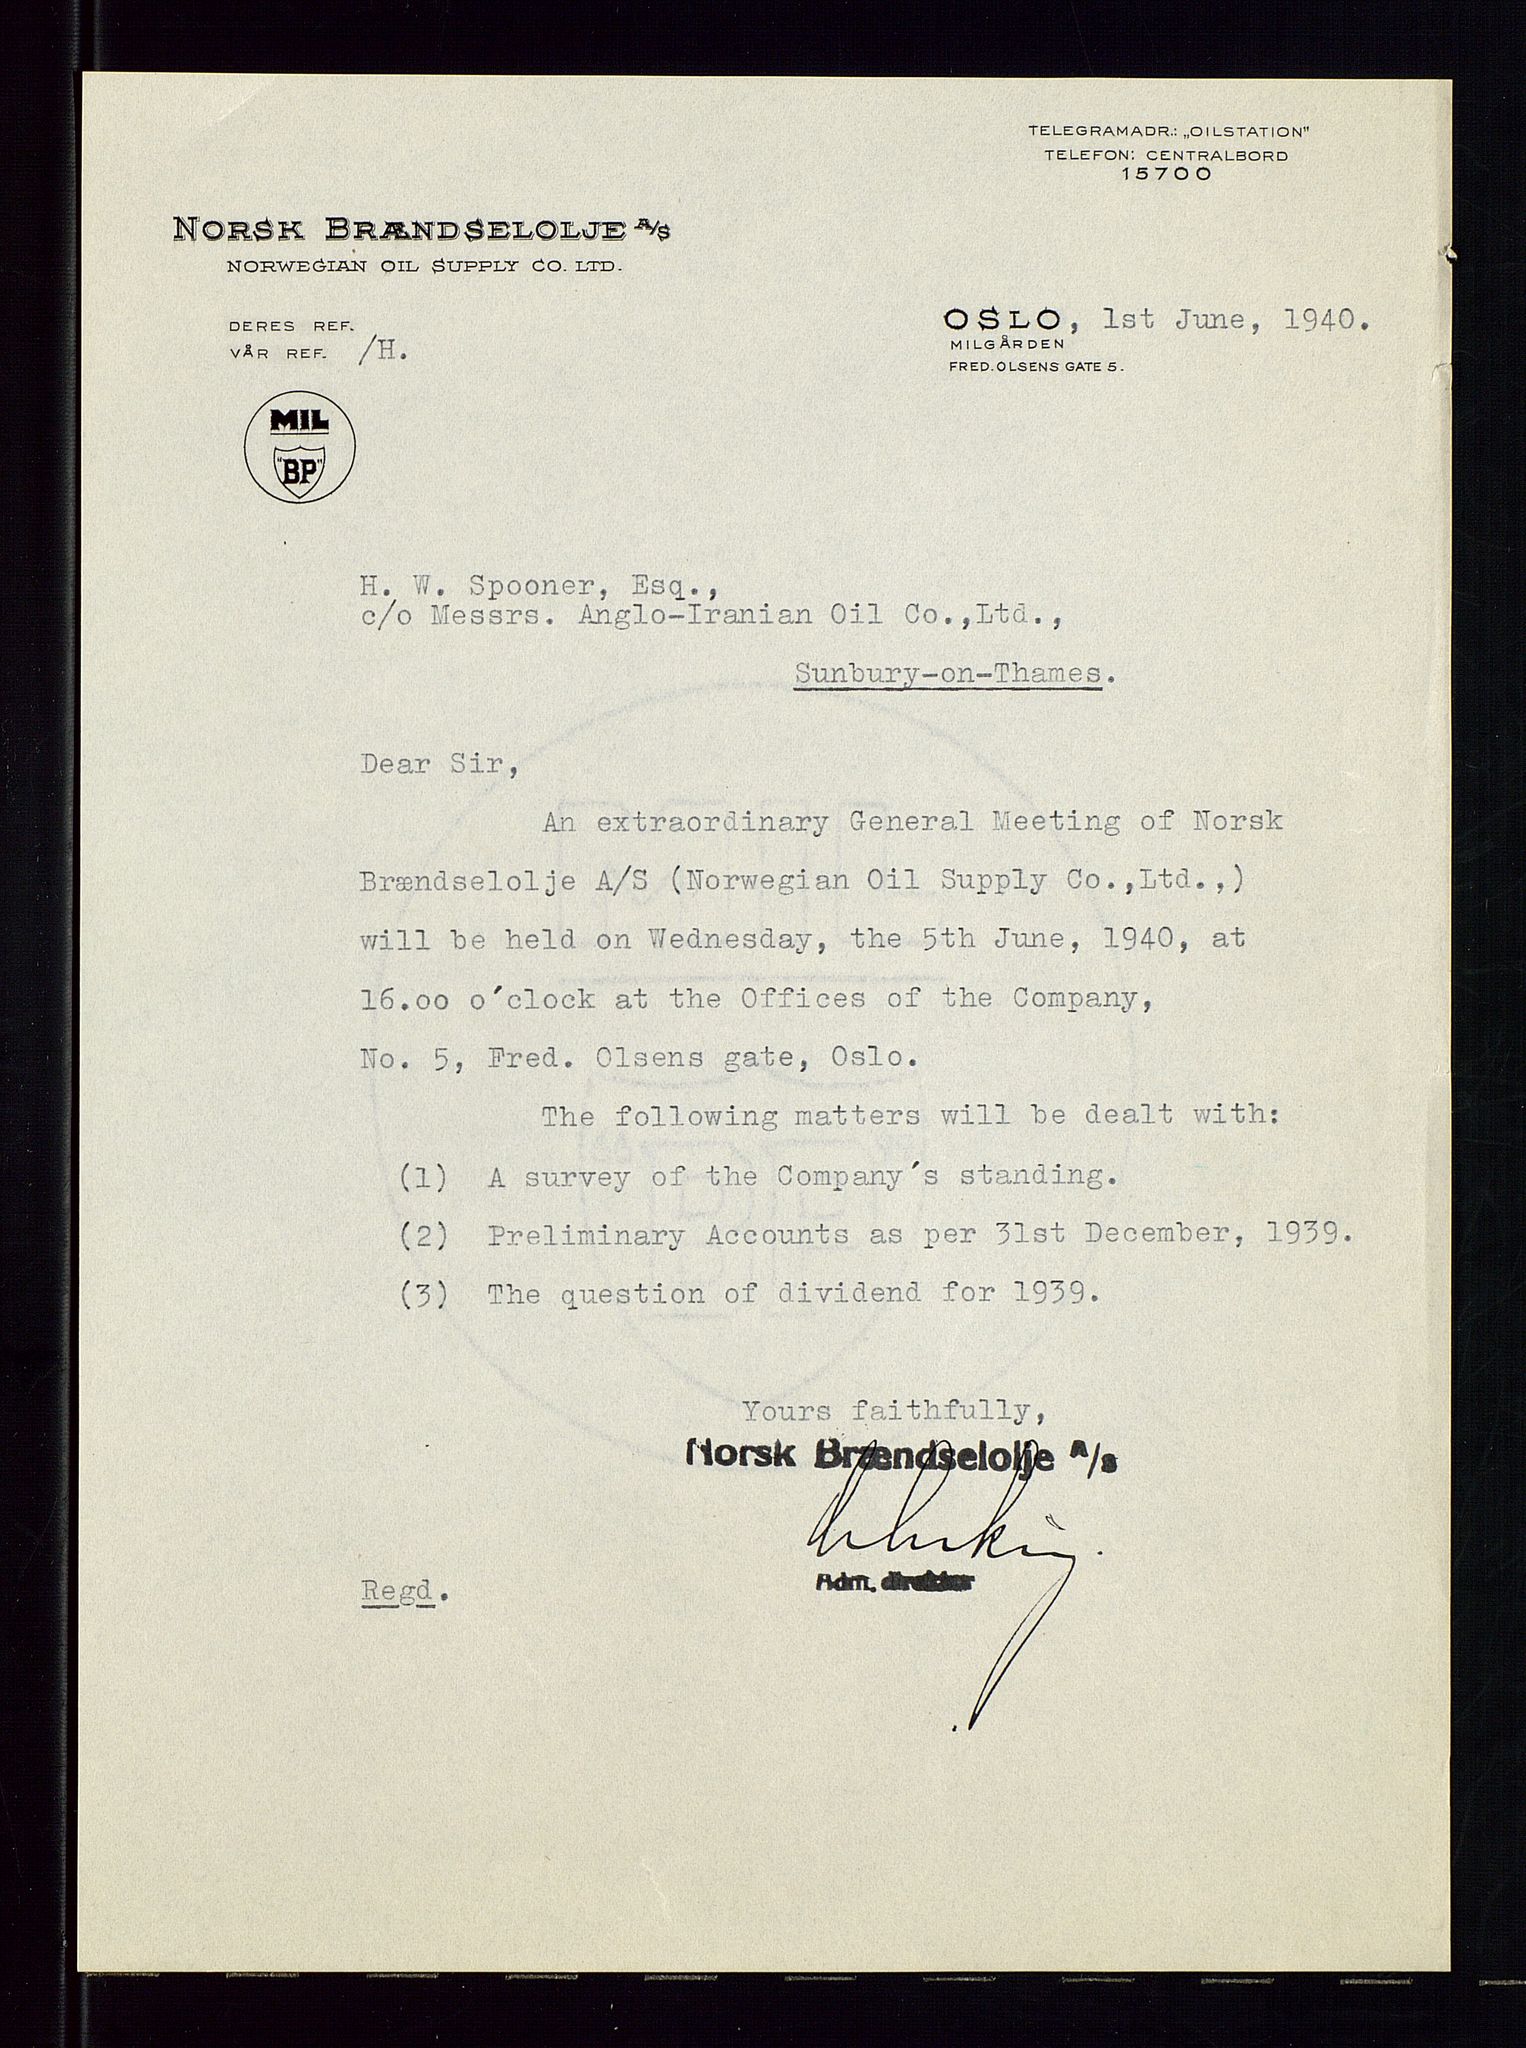 TELEGRAMADR.: „OILSTATION"
TELEFON: CENTRALBORD
15700
NORSK BRÆNDSELOLJE A/S
NORWEGIAN OIL SUPPLY CO. LTD.
DERES REF.
VÅR REF. /H.
OSLO, 1st June, 1940.
MILGÅRDEN
FRED. OLSENS GATE 5.
MIL
"BP"
H. W. Spooner, Esq.,
c/o Messrs. Anglo-Iranian Oil Co.,Ltd.,
Sunbury-on-Thames.
Dear Sir,
An extraordinary General Meeting of Norsk
Brændselolje A/S (Norwegian Oil Supply Co.,Ltd.,)
will be held on Wednesday, the 5th June, 1940, at
16.oo o´clock at the Offices of the Company,
No. 5, Fred. Olsens gate, Oslo.
The following matters will be dealt with:
(1) A survey of the Company´s standing.
(2) Preliminary Accounts as per 31st December, 1939.
(3) The question of dividend for 1939.
Yours faithfully,
Norsk Brændselolje A/s
Adm. direktør
Regd.